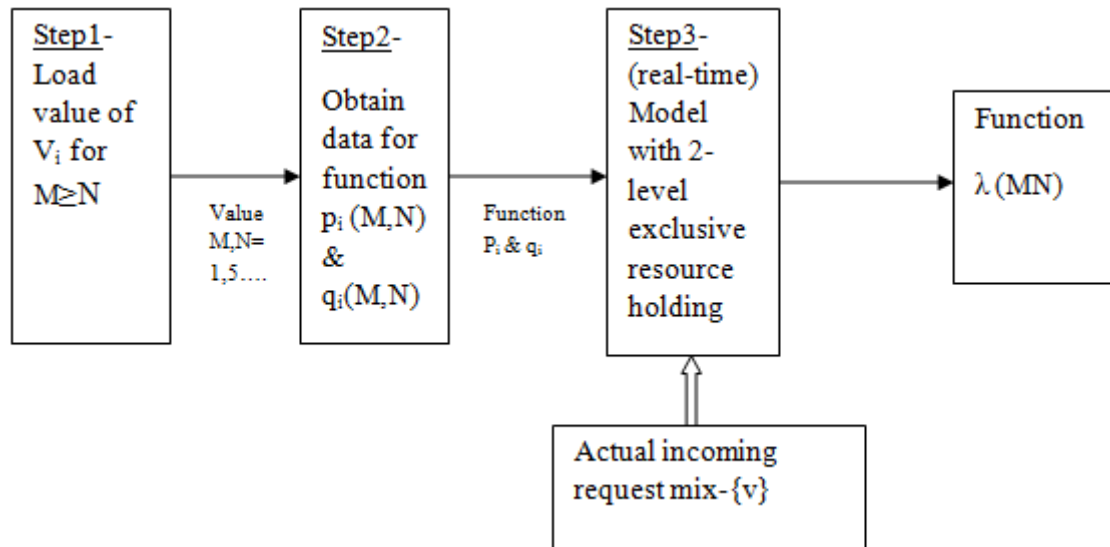 Step1-
Load
value of
Vᵢ for
M≥N
Value
M,N=
1,5....
Step2-
Obtain
data for
function
pᵢ (M,N)
&
qᵢ(M,N)
Function
Pᵢ & qᵢ
Step3-
(real-time)
Model
with 2-
level
exclusive
resource
holding
Function
λ (MN)
Actual incoming
request mix-{v}